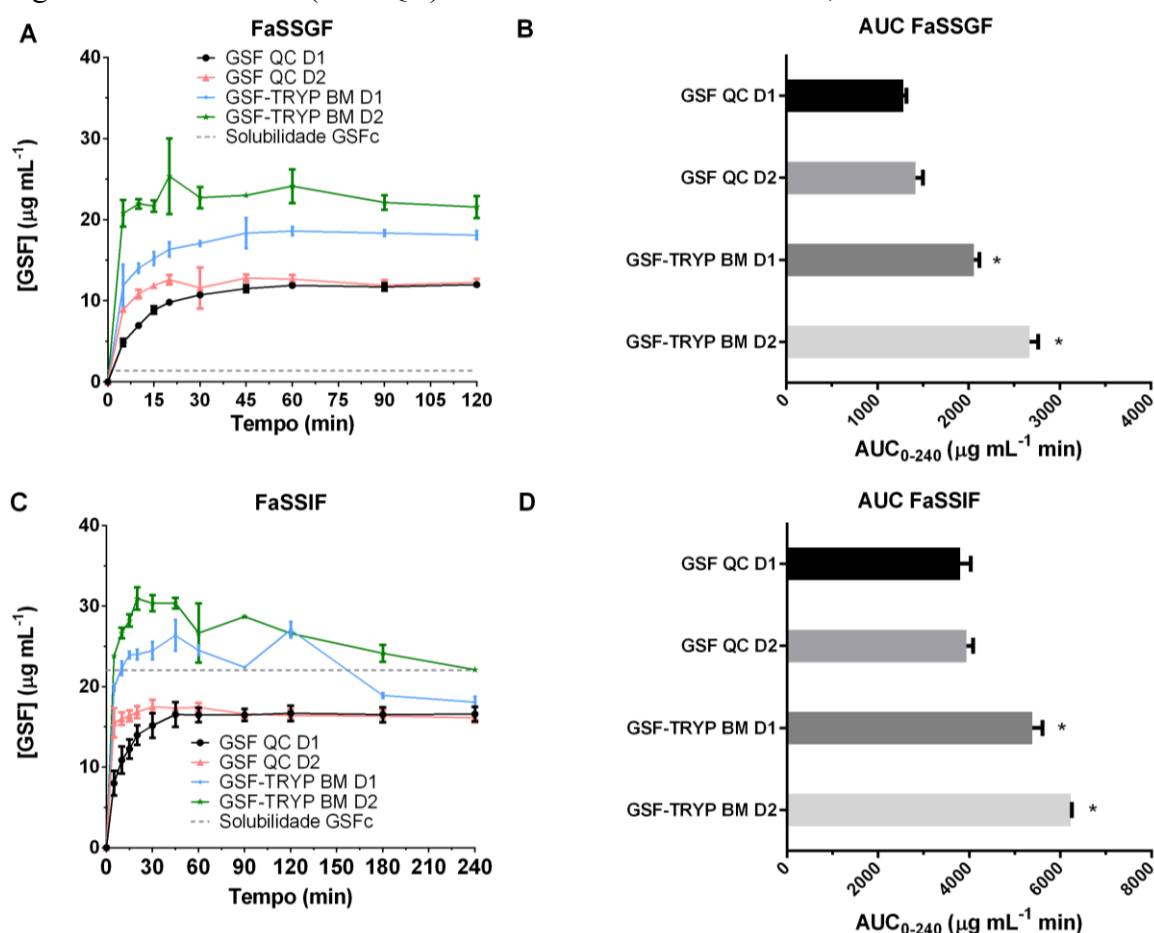 A
FaSSGF
GSF QC D1
GSF QC D2
GSF-TRYP BM D1
GSF-TRYP BM D2
Solubilidade GSFc
[GSF] (µg mL⁻¹)
40
30
20
10
0
0 15 30 45 60 75 90 105 120
Tempo (min)
B
AUC FaSSGF
GSF QC D1
GSF QC D2
GSF-TRYP BM D1 *
GSF-TRYP BM D2 *
0 1000 2000 3000 4000
AUC₀₋₂₄₀ (µg mL⁻¹ min)
C
FaSSIF
[GSF] (µg mL⁻¹)
40
30
20
10
0
GSF QC D1
GSF QC D2
GSF-TRYP BM D1
GSF-TRYP BM D2
Solubilidade GSFc
0 30 60 90 120 150 180 210 240
Tempo (min)
D
AUC FaSSIF
GSF QC D1
GSF QC D2
GSF-TRYP BM D1 *
GSF-TRYP BM D2 *
0 2000 4000 6000 8000
AUC₀₋₂₄₀ (µg mL⁻¹ min)